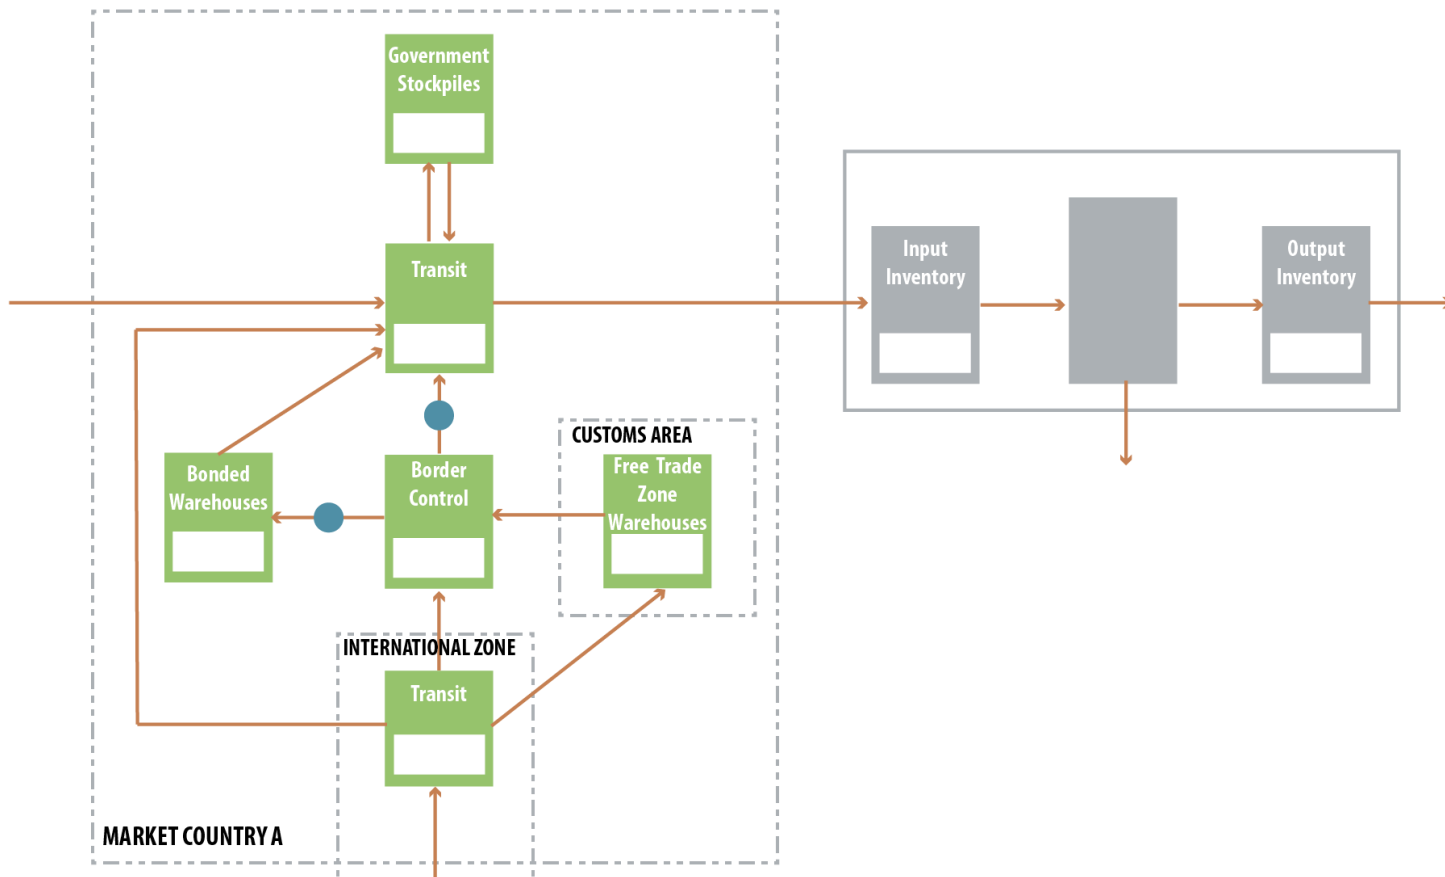 Government
Stockpiles
Transit
Input
Inventory
Output
Inventory
CUSTOMS AREA
Bonded
Warehouses
Border
Control
Free Trade
Zone
Warehouses
INTERNATIONAL ZONE
Transit
MARKET COUNTRY A